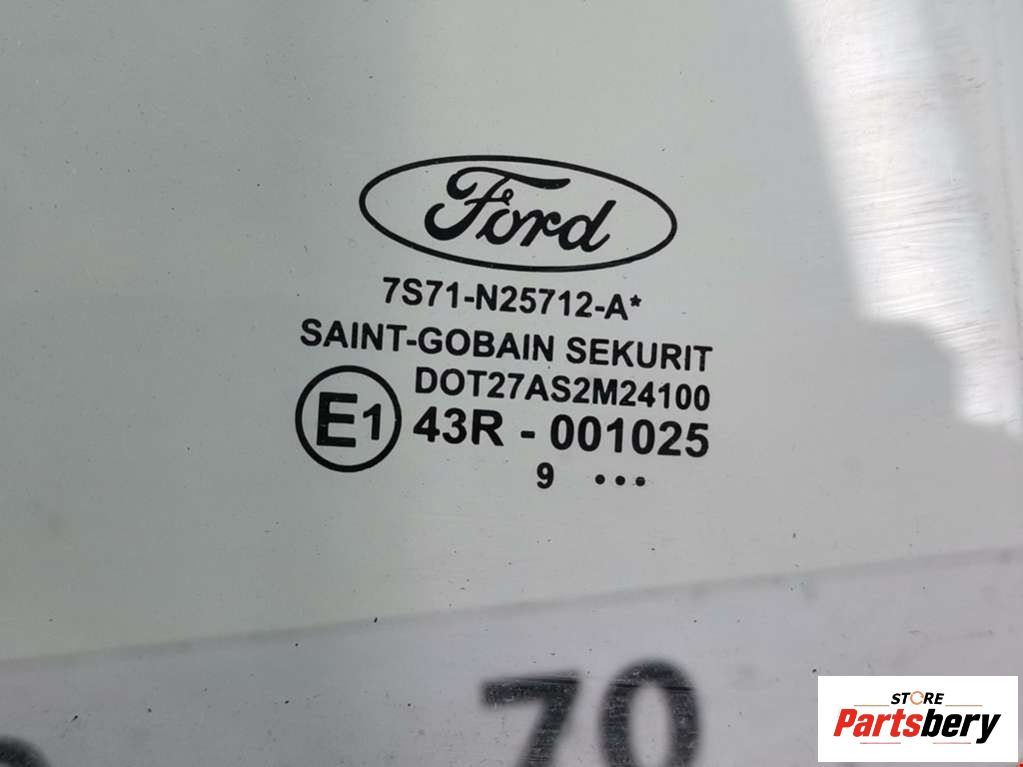 Ford
7S71-N25712-A*
SAINT-GOBAIN SEKURIT
DOT27AS2M24100
E1 43R - 001025
9 •••
70
STORE
Partsbery